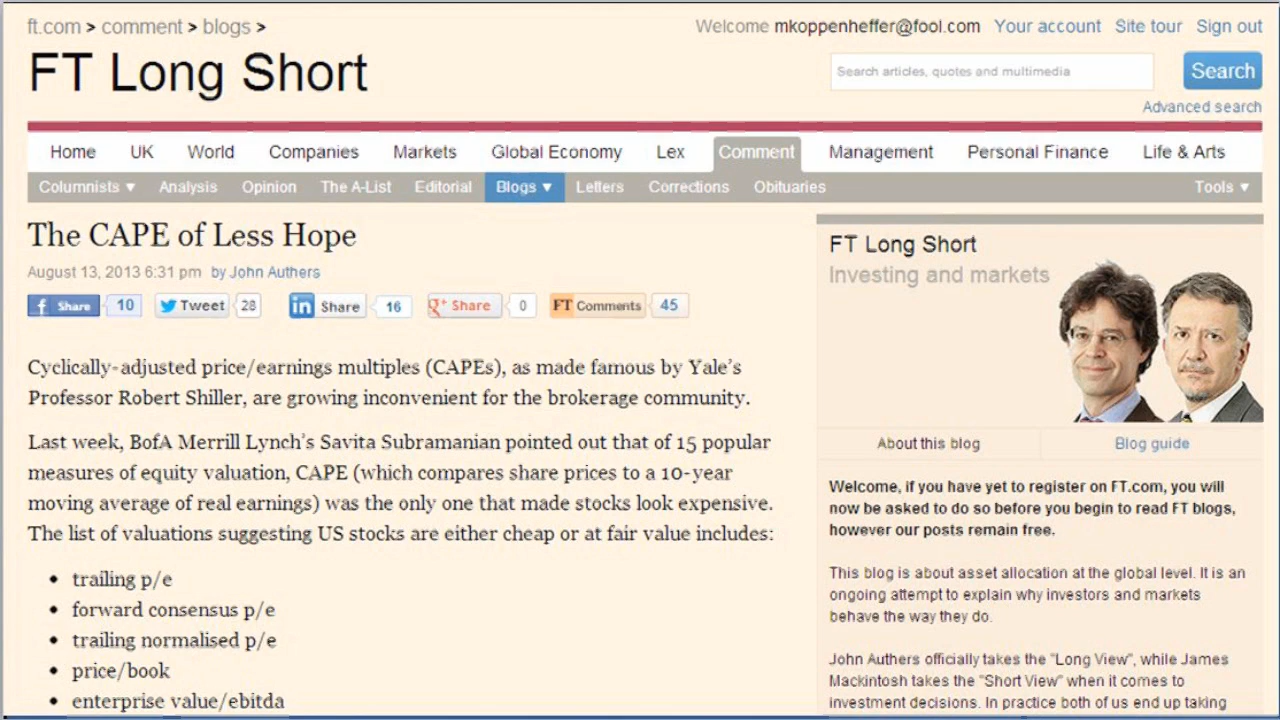 ft.com > comment > blogs >
Welcome mkoppenheffer@fool.com Your account Site tour Sign out
FT Long Short
Search articles, quotes and multimedia Search
Advanced search
Home UK World Companies Markets Global Economy Lex Comment Management Personal Finance Life & Arts
Columnists ▼ Analysis Opinion The A-List Editorial Blogs ▼ Letters Corrections Obituaries Tools ▼
The CAPE of Less Hope
August 13, 2013 6:31 pm by John Authers
f Share 10 Tweet 28 in Share 16 g+ Share 0 FT Comments 45
Cyclically-adjusted price/earnings multiples (CAPEs), as made famous by Yale's
Professor Robert Shiller, are growing inconvenient for the brokerage community.
Last week, BofA Merrill Lynch's Savita Subramanian pointed out that of 15 popular
measures of equity valuation, CAPE (which compares share prices to a 10-year
moving average of real earnings) was the only one that made stocks look expensive.
The list of valuations suggesting US stocks are either cheap or at fair value includes:
• trailing p/e
• forward consensus p/e
• trailing normalised p/e
• price/book
• enterprise value/ebitda
FT Long Short
Investing and markets
About this blog Blog guide
Welcome, if you have yet to register on FT.com, you will
now be asked to do so before you begin to read FT blogs,
however our posts remain free.
This blog is about asset allocation at the global level. It is an
ongoing attempt to explain why investors and markets
behave the way they do.
John Authers officially takes the "Long View", while James
Mackintosh takes the "Short View" when it comes to
investment decisions. In practice both of us end up taking